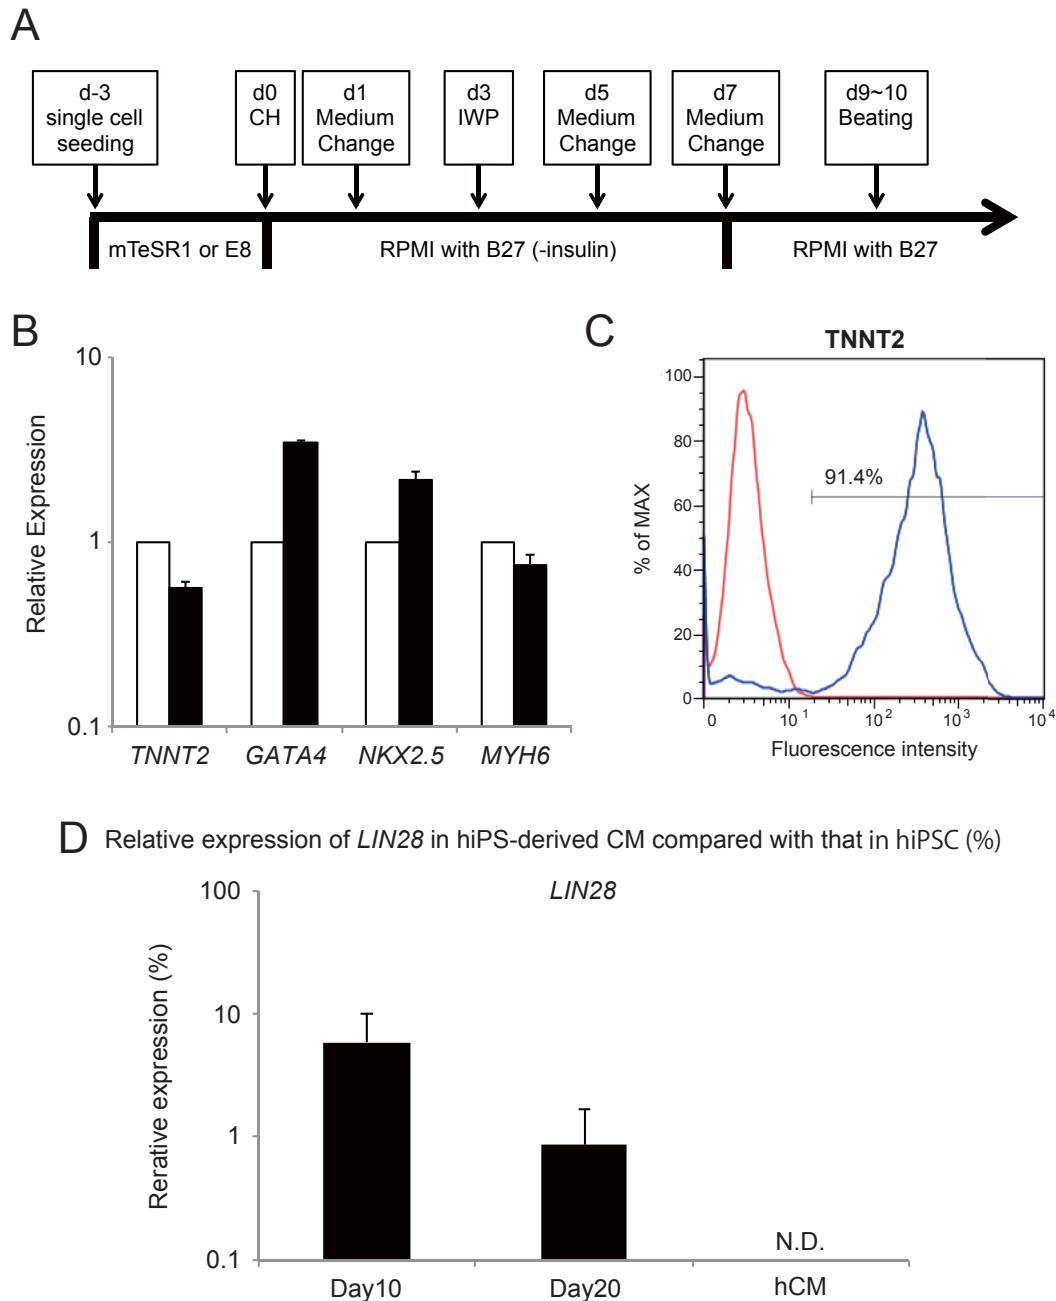 A
d-3
single cell
seeding
d0
CH
d1
Medium
Change
d3
IWP
d5
Medium
Change
d7
Medium
Change
d9~10
Beating
mTeSR1 or E8
RPMI with B27 (-insulin)
RPMI with B27
B
10
1
0.1
Relative Expression
TNNT2
GATA4
NKX2.5
MYH6
C
TNNT2
100
80
60
40
20
0
% of MAX
91.4%
0
10^1
10^2
10^3
10^4
Fluorescence intensity
D
Relative expression of LIN28 in hiPS-derived CM compared with that in hiPSC (%)
LIN28
100
10
1
0.1
Rerative expression (%)
N.D.
Day10
Day20
hCM